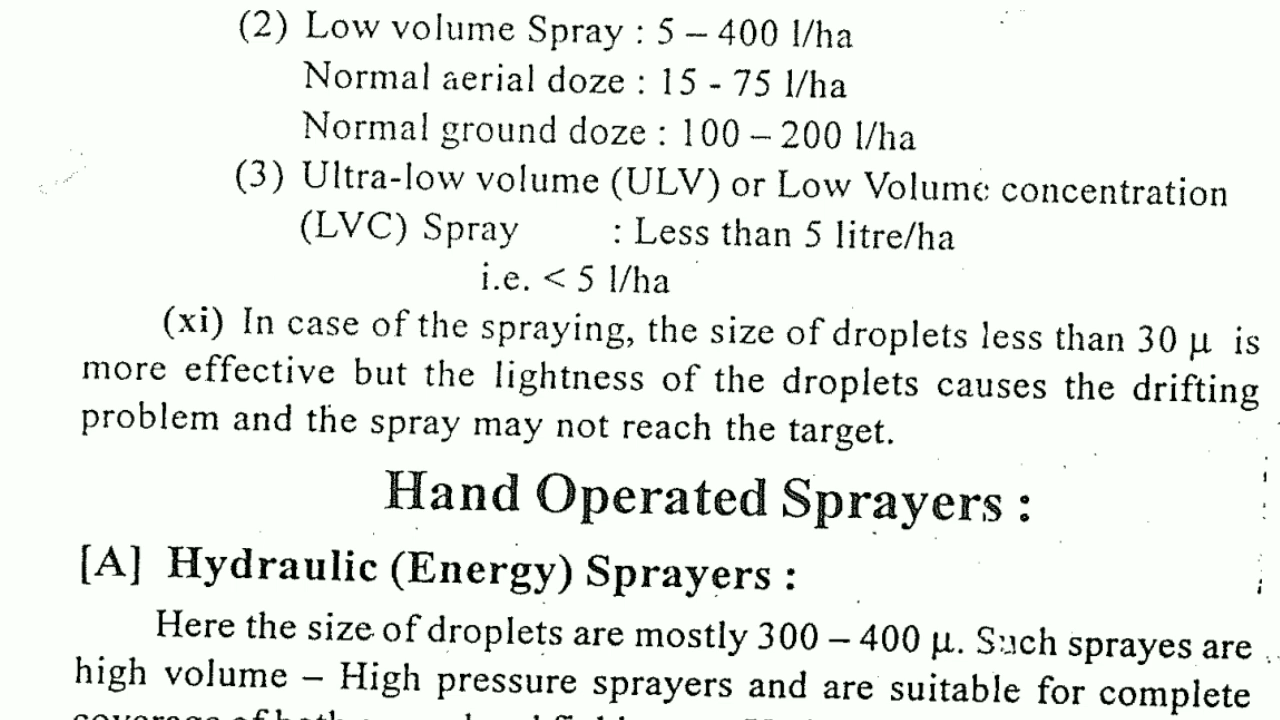 (2) Low volume Spray : 5 – 400 l/ha
Normal aerial doze : 15 - 75 l/ha
Normal ground doze : 100 – 200 l/ha
(3) Ultra-low volume (ULV) or Low Volume concentration
(LVC) Spray : Less than 5 litre/ha
i.e. < 5 l/ha
(xi) In case of the spraying, the size of droplets less than 30 µ is
more effective but the lightness of the droplets causes the drifting
problem and the spray may not reach the target.
Hand Operated Sprayers :
[A] Hydraulic (Energy) Sprayers :
Here the size of droplets are mostly 300 – 400 µ. Such sprayes are
high volume – High pressure sprayers and are suitable for complete